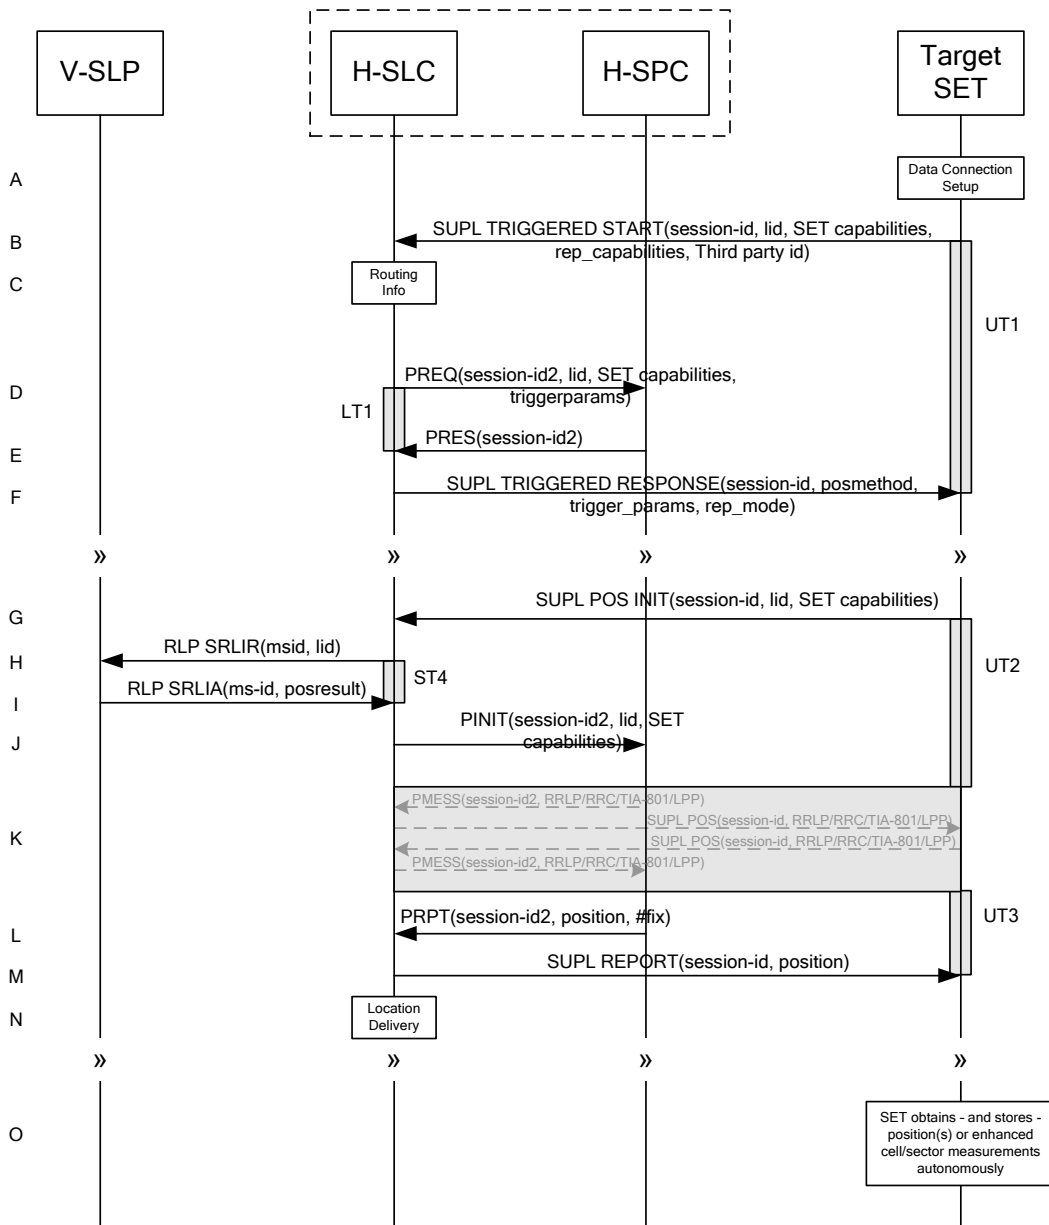 V-SLP
H-SLC
H-SPC
Target
SET
A
Data Connection
Setup
B
SUPL TRIGGERED START(session-id, lid, SET capabilities,
rep_capabilities, Third party id)
C
Routing
Info
UT1
D
PREQ(session-id2, lid, SET capabilities,
triggerparams)
LT1
PRES(session-id2)
E
F
SUPL TRIGGERED RESPONSE(session-id, posmethod,
trigger_params, rep_mode)
»
»
»
»
G
SUPL POS INIT(session-id, lid, SET capabilities)
H
RLP SRLIR(msid, lid)
ST4
UT2
I
RLP SRLIA(ms-id, posresult)
J
PINIT(session-id2, lid, SET
capabilities)
PMESS(session-id2, RRLP/RRC/TIA-801/LPP)
SUPL POS(session-id, RRLP/RRC/TIA-801/LPP)
K
SUPL POS(session-id, RRLP/RRC/TIA-801/LPP)
PMESS(session-id2, RRLP/RRC/TIA-801/LPP)
L
PRPT(session-id2, position, #fix)
UT3
M
SUPL REPORT(session-id, position)
N
Location
Delivery
»
»
»
»
O
SET obtains - and stores -
position(s) or enhanced
cell/sector measurements
autonomously